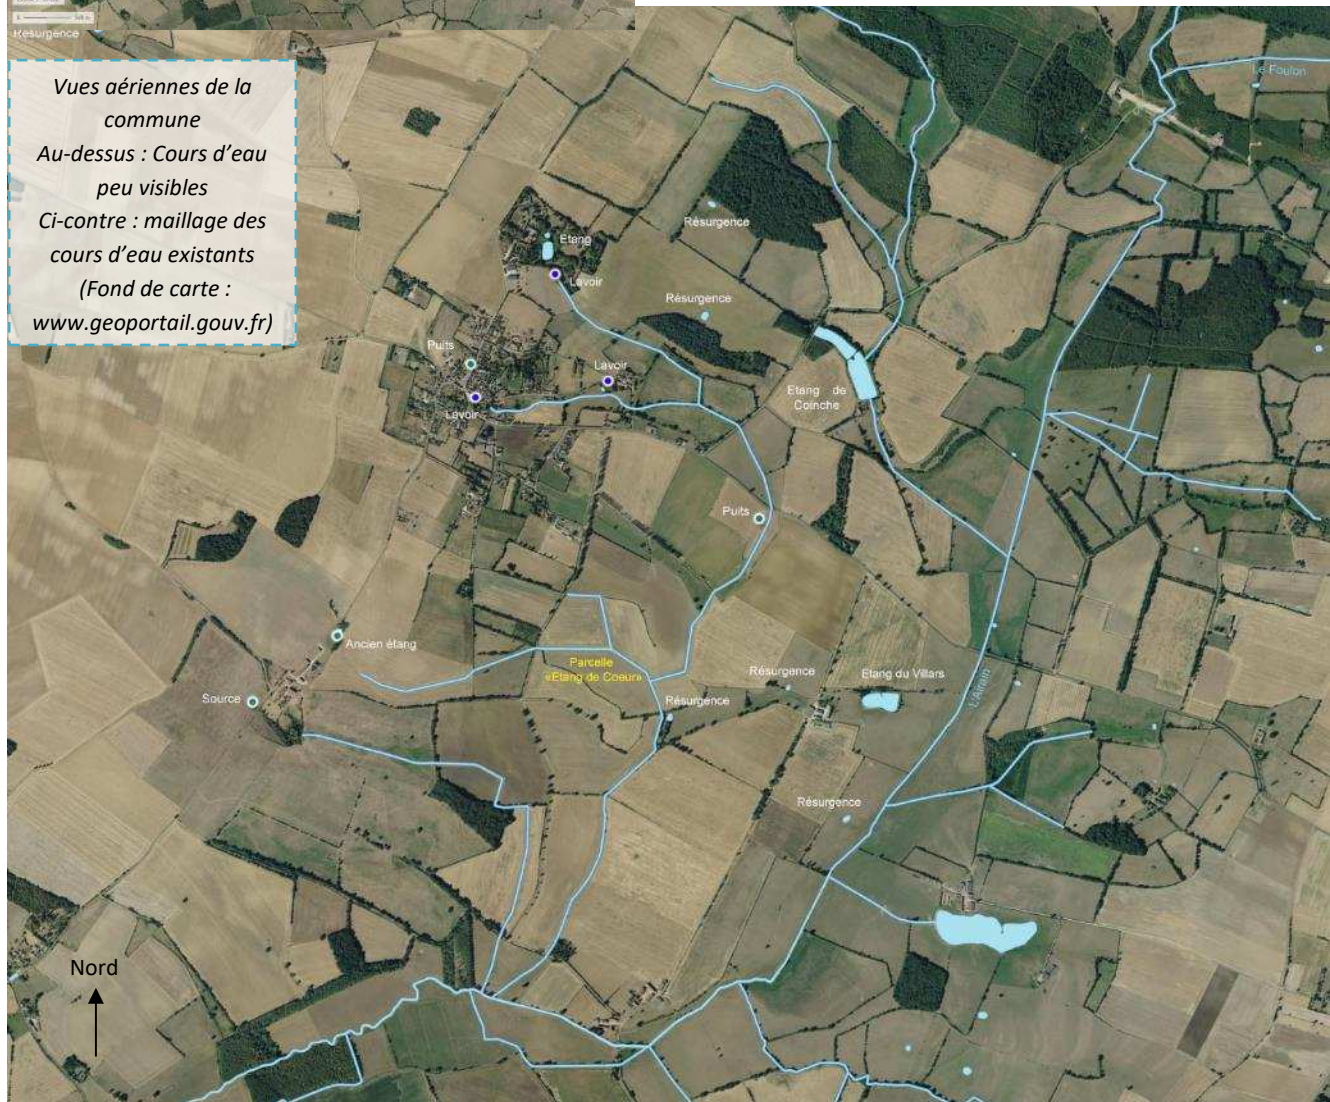 Résurgence
Vues aériennes de la
commune
Au-dessus : Cours d'eau
peu visibles
Ci-contre : maillage des
cours d'eau existants
(Fond de carte :
www.geoportail.gouv.fr)
Le Foulon
Résurgence
Etang
Lavoir
Résurgence
Puits
Lavoir
Etang de
Coinche
Lavoir
Puits
Ancien étang
Parcelle
«Etang de Coeur»
Résurgence
Etang du Villars
Source
Résurgence
L'Airain
Résurgence
Nord